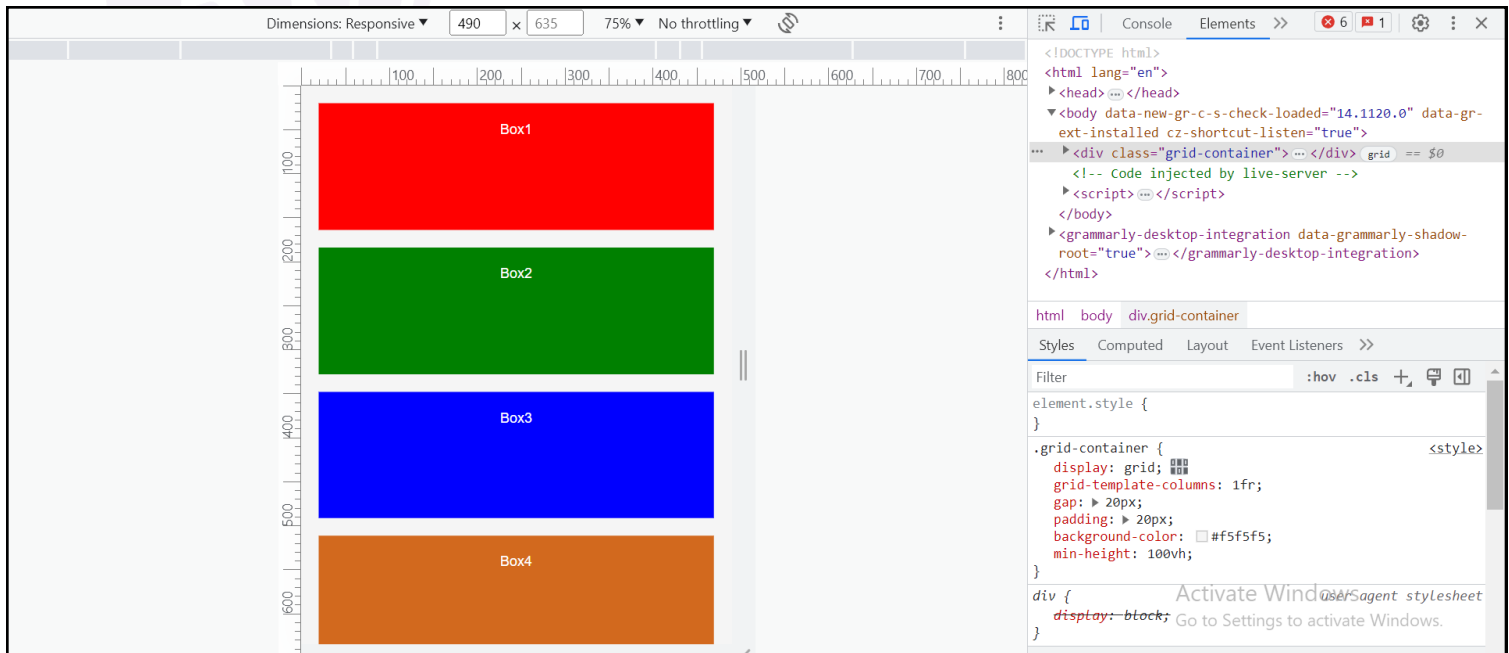 Dimensions: Responsive ▼ 490 × 635 75% ▼ No throttling ▼
100 200 300 400 500 600 700 800
100
200
300
400
500
600
Box1
Box2
Box3
Box4
Console Elements >> 6 1
<!DOCTYPE html>
<html lang="en">
<head> … </head>
<body data-new-gr-c-s-check-loaded="14.1120.0" data-gr-
ext-installed cz-shortcut-listen="true">
… <div class="grid-container"> … </div> grid == $0
<!-- Code injected by live-server -->
<script> … </script>
</body>
<grammarly-desktop-integration data-grammarly-shadow-
root="true"> … </grammarly-desktop-integration>
</html>
html body div.grid-container
Styles Computed Layout Event Listeners >>
Filter :hov .cls +
element.style {
}
.grid-container { <style>
display: grid;
grid-template-columns: 1fr;
gap: ▶ 20px;
padding: ▶ 20px;
background-color: #f5f5f5;
min-height: 100vh;
}
div { user agent stylesheet
display: block;
}
Activate Windows
Go to Settings to activate Windows.